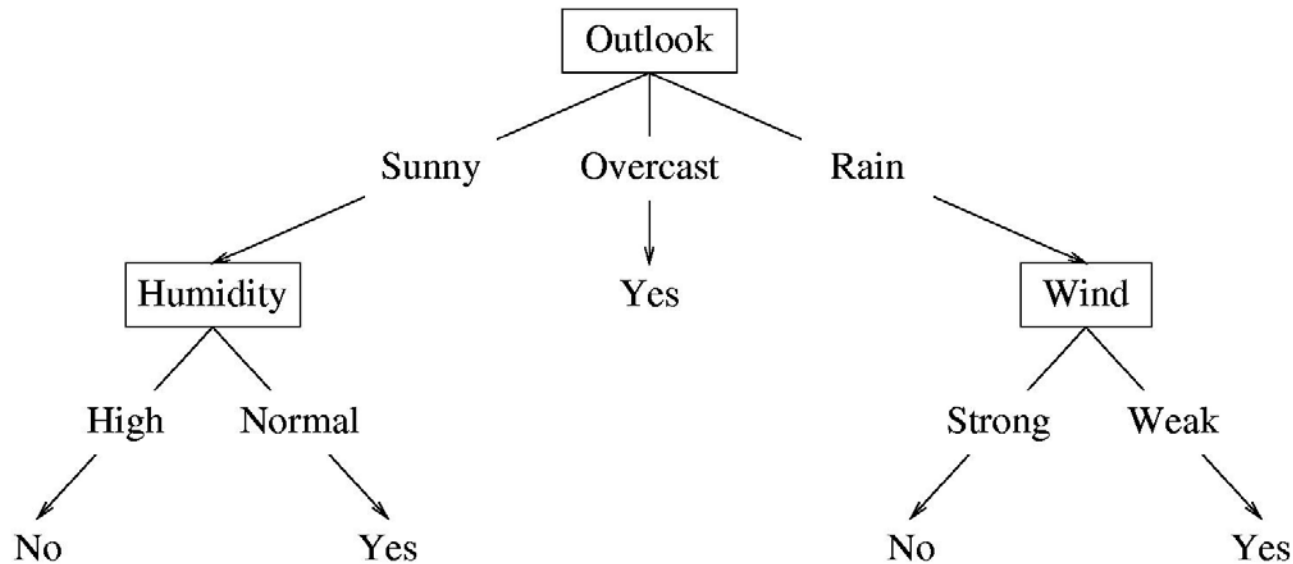 Outlook
Sunny Overcast Rain
Humidity Yes Wind
High Normal Strong Weak
No Yes No Yes